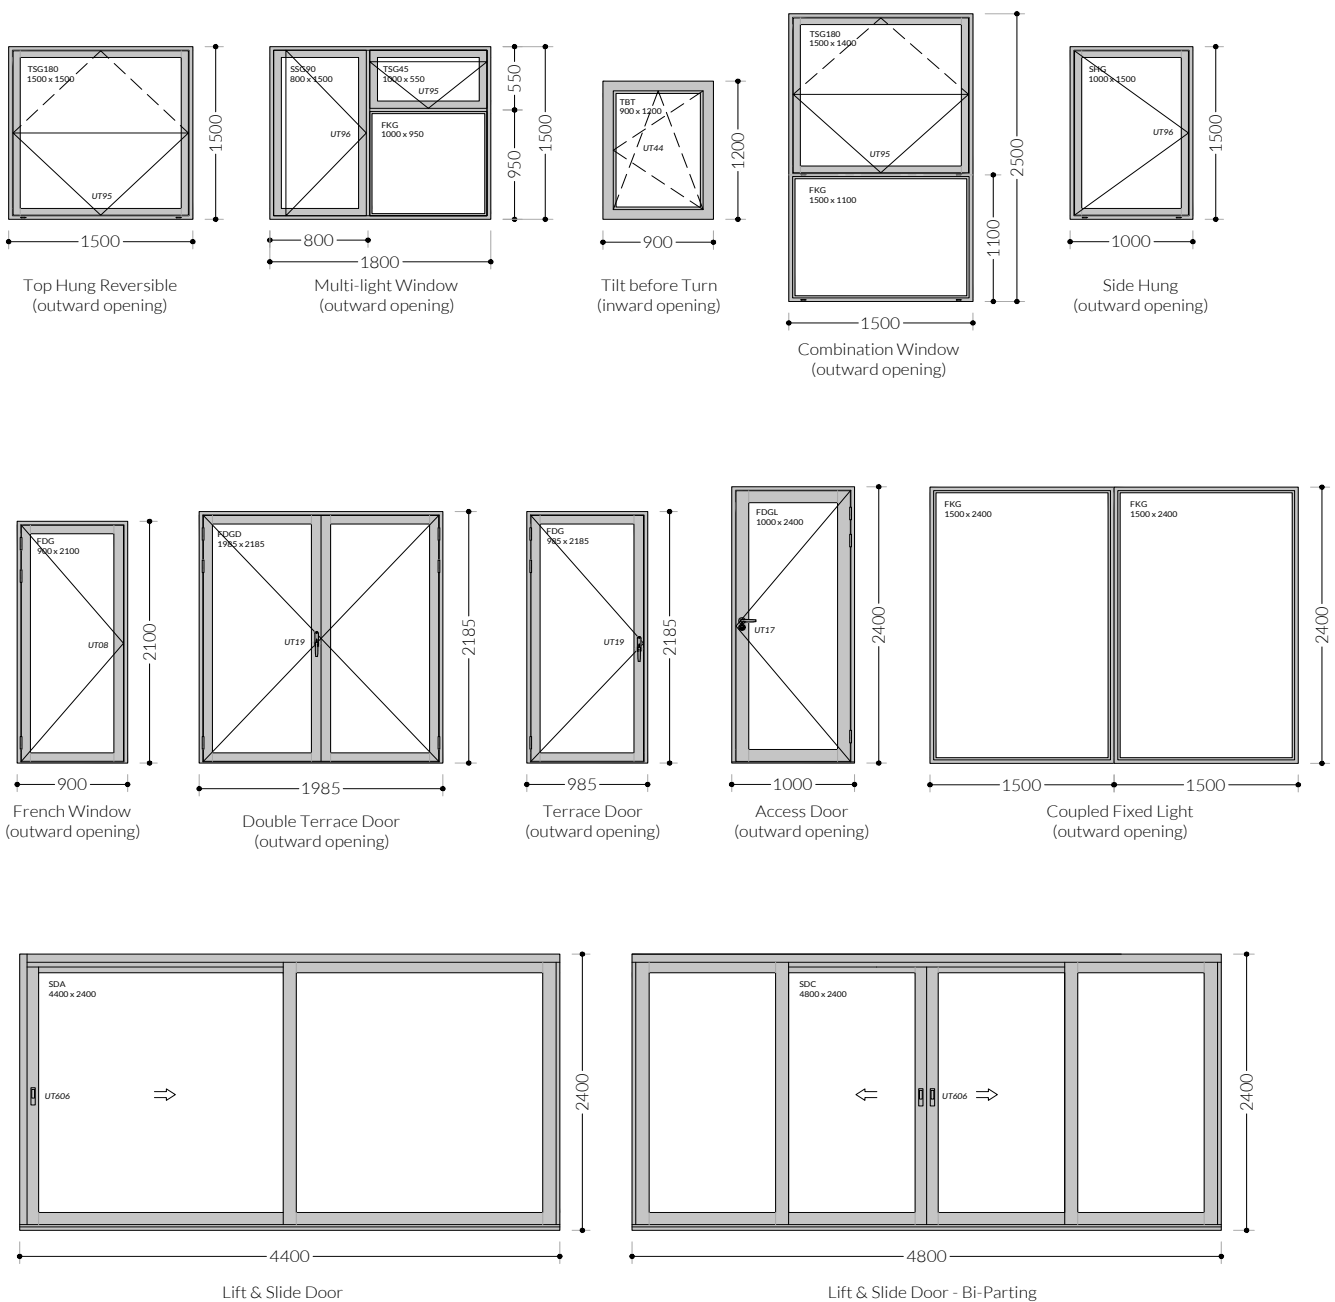 TSG180
1500 x 1500
UT95
1500
1500
Top Hung Reversible
(outward opening)
SSG90
800 x 1500
UT96
TSG45
1000 x 550
UT95
FKG
1000 x 950
550
950
1500
800
1800
Multi-light Window
(outward opening)
TBT
900 x 1200
UT44
1200
900
Tilt before Turn
(inward opening)
TSG180
1500 x 1400
UT95
FKG
1500 x 1100
1100
2500
1500
Combination Window
(outward opening)
SHG
1000 x 1500
UT96
1500
1000
Side Hung
(outward opening)
FDG
900 x 2100
UT08
2100
900
French Window
(outward opening)
FDGD
1985 x 2185
UT19
2185
1985
Double Terrace Door
(outward opening)
FDG
985 x 2185
UT19
2185
985
Terrace Door
(outward opening)
FDGL
1000 x 2400
UT17
2400
1000
Access Door
(outward opening)
FKG
1500 x 2400
FKG
1500 x 2400
2400
1500
1500
Coupled Fixed Light
(outward opening)
SDA
4400 x 2400
UT606
2400
4400
Lift & Slide Door
SDC
4800 x 2400
UT606
2400
4800
Lift & Slide Door - Bi-Parting